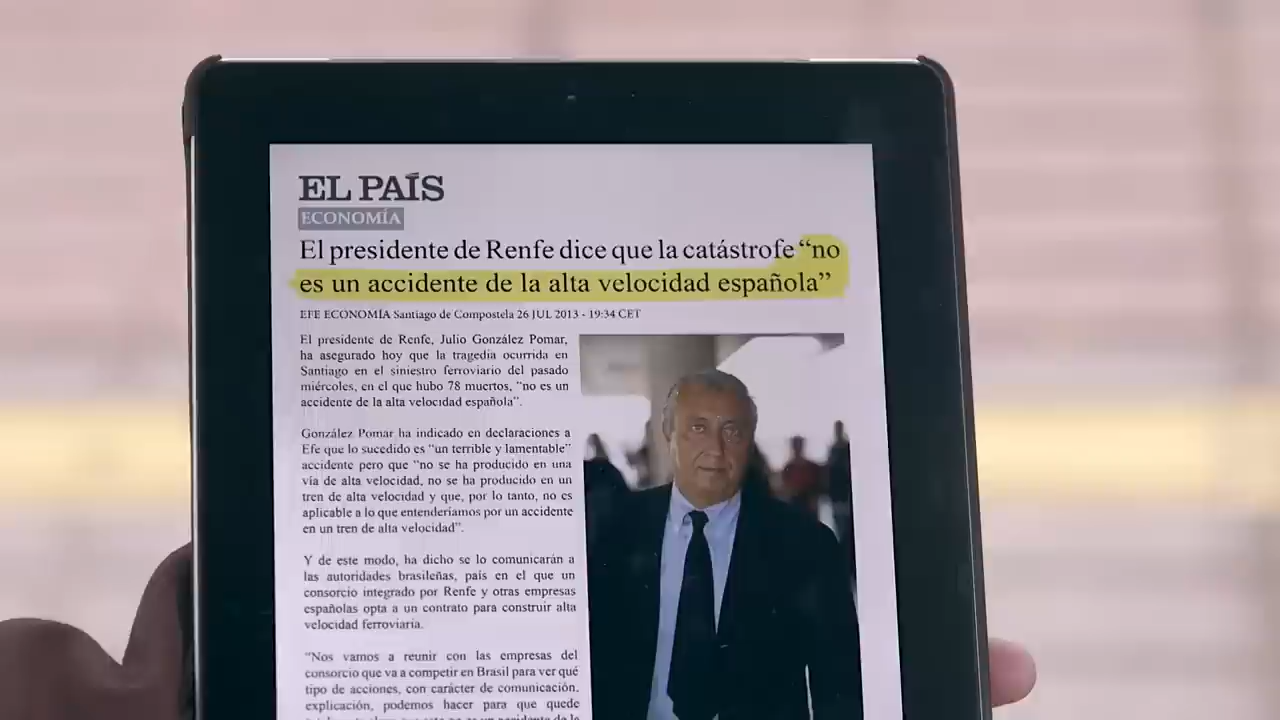 EL PAÍS
ECONOMÍA
El presidente de Renfe dice que la catástrofe “no
es un accidente de la alta velocidad española”
EFE ECONOMÍA Santiago de Compostela 26 JUL 2013 - 19:34 CET
El presidente de Renfe, Julio González Pomar,
ha asegurado hoy que la tragedia ocurrida en
Santiago en el siniestro ferroviario del pasado
miércoles, en el que hubo 78 muertos, “no es un
accidente de la alta velocidad española”.
González Pomar ha indicado en declaraciones a
Efe que lo sucedido es “un terrible y lamentable”
accidente pero que “no se ha producido en una
vía de alta velocidad, no se ha producido en un
tren de alta velocidad y que, por lo tanto, no es
aplicable a lo que entenderíamos por un accidente
en un tren de alta velocidad”.
Y de este modo, ha dicho se lo comunicarán a
las autoridades brasileñas, país en el que un
consorcio integrado por Renfe y otras empresas
españolas opta a un contrato para construir alta
velocidad ferroviaria.
“Nos vamos a reunir con las empresas del
consorcio que va a competir en Brasil para ver qué
tipo de acciones, con carácter de comunicación,
explicación, podemos hacer para que quede